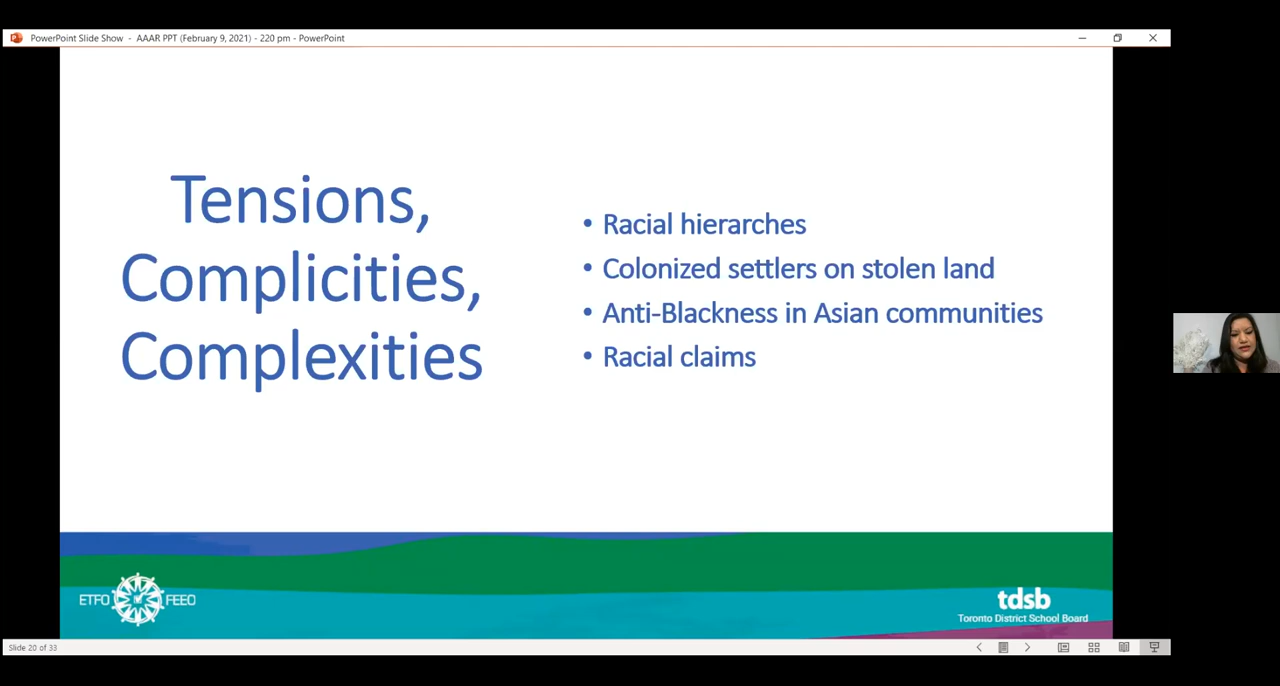 PowerPoint Slide Show - AAAR PPT (February 9, 2021) - 220 pm - PowerPoint
Tensions,
Complicities,
Complexities
• Racial hierarches
• Colonized settlers on stolen land
• Anti-Blackness in Asian communities
• Racial claims
ETFO FEEO
tdsb
Toronto District School Board
Slide 20 of 33